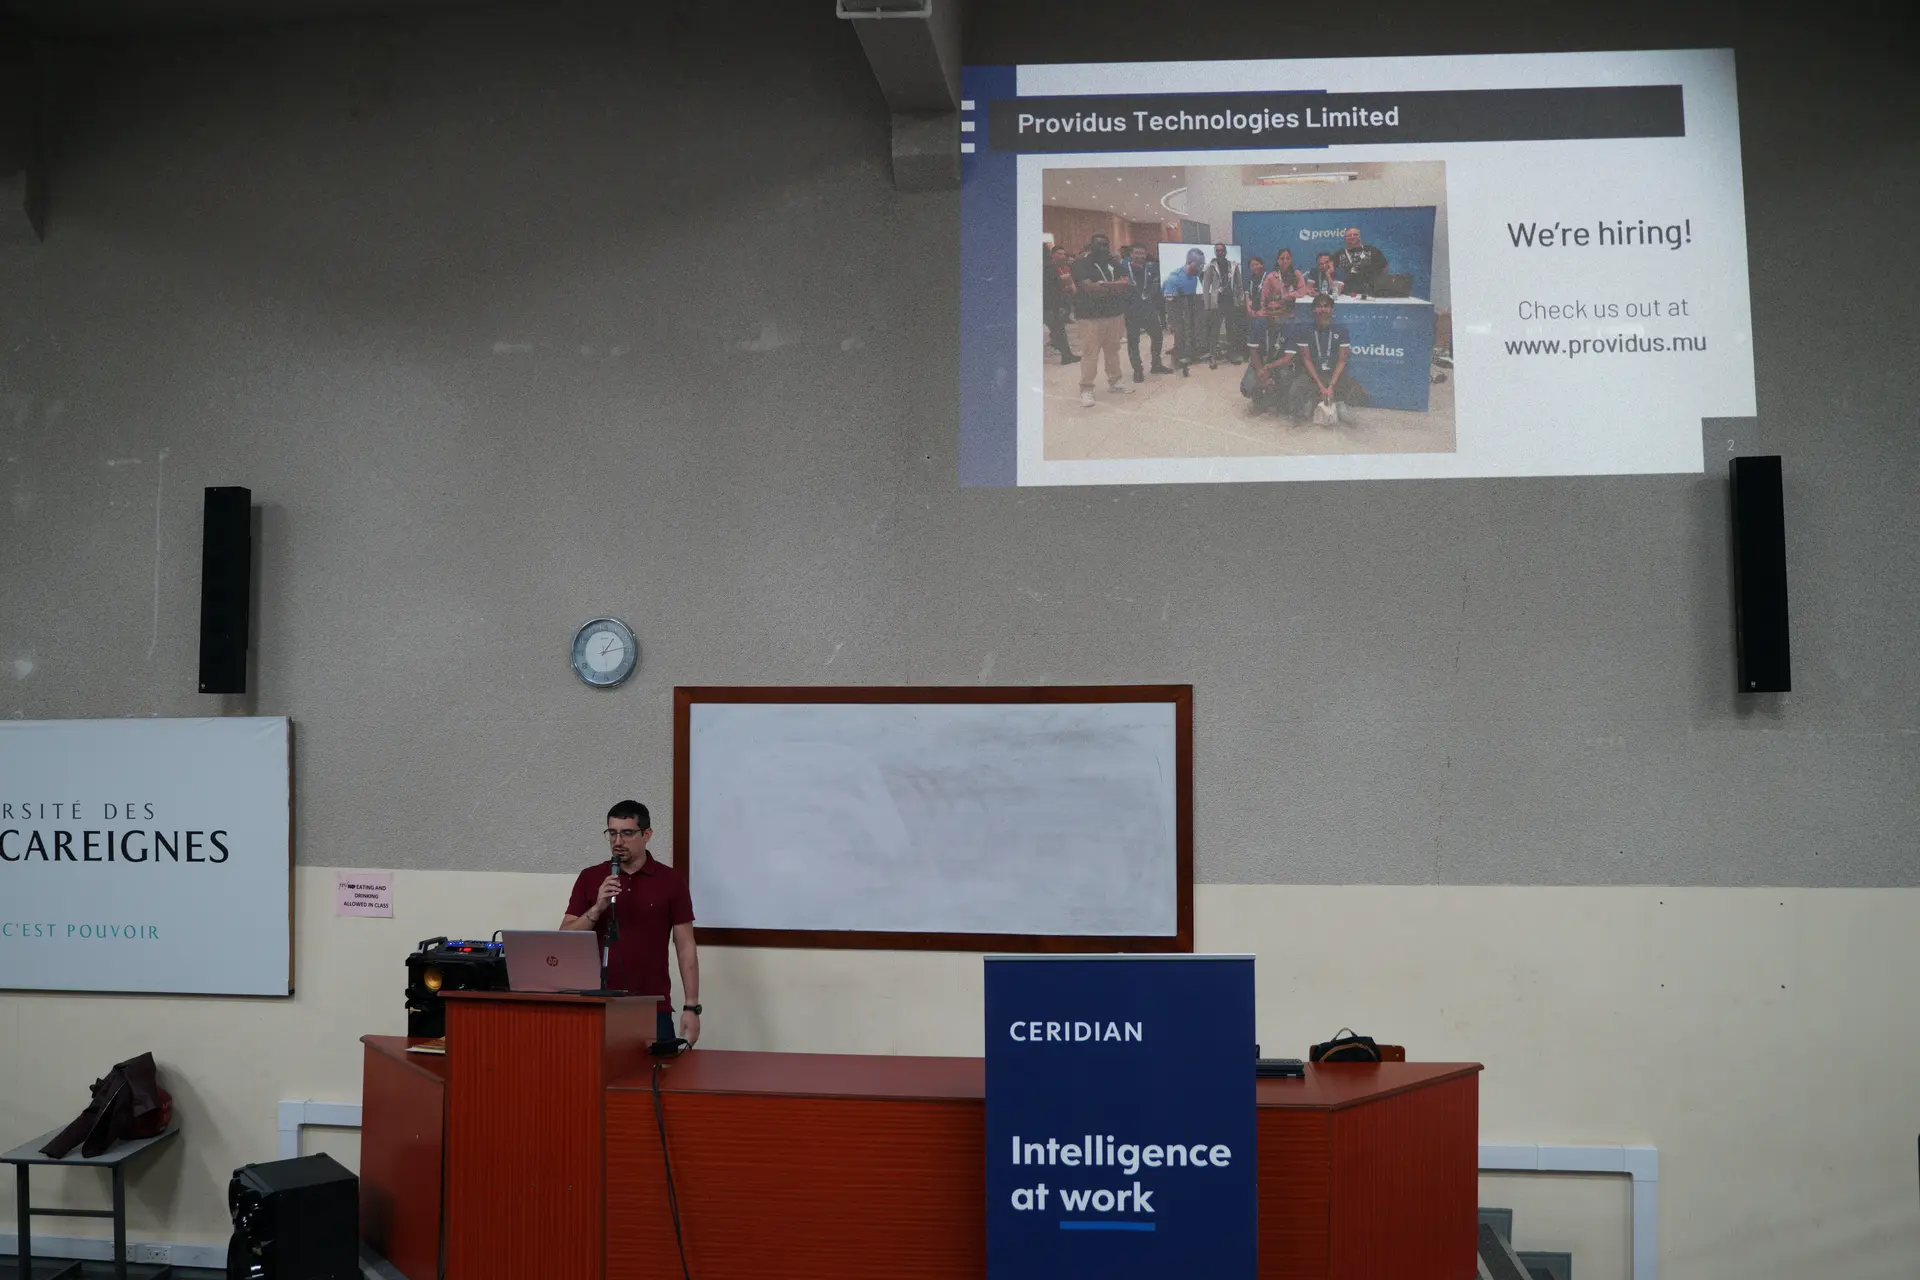 Providus Technologies Limited
We're hiring!
Check us out at
www.providus.mu
providus
2
RSITÉ DES
CAREIGNES
C'EST POUVOIR
NO EATING AND
DRINKING
ALLOWED IN CLASS
hp
CERIDIAN
Intelligence
at work